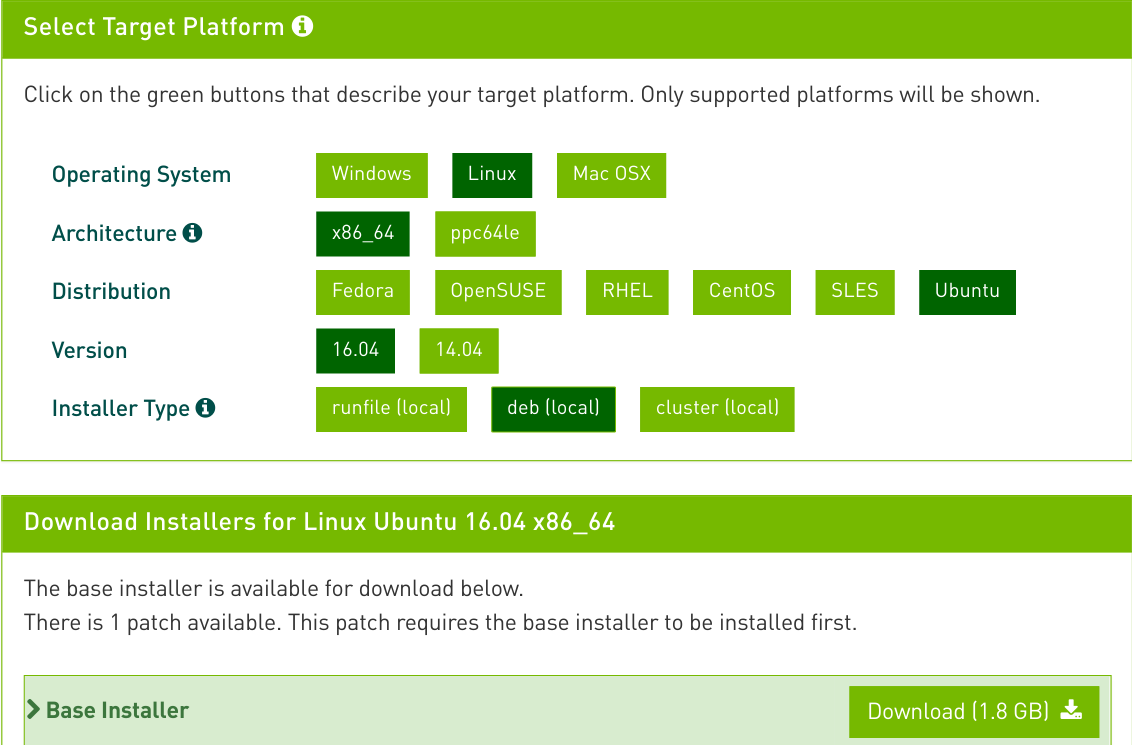 Select Target Platform
Click on the green buttons that describe your target platform. Only supported platforms will be shown.
Operating System Windows Linux Mac OSX
Architecture x86_64 ppc64le
Distribution Fedora OpenSUSE RHEL CentOS SLES Ubuntu
Version 16.04 14.04
Installer Type runfile (local) deb (local) cluster (local)
Download Installers for Linux Ubuntu 16.04 x86_64
The base installer is available for download below.
There is 1 patch available. This patch requires the base installer to be installed first.
Base Installer Download (1.8 GB)